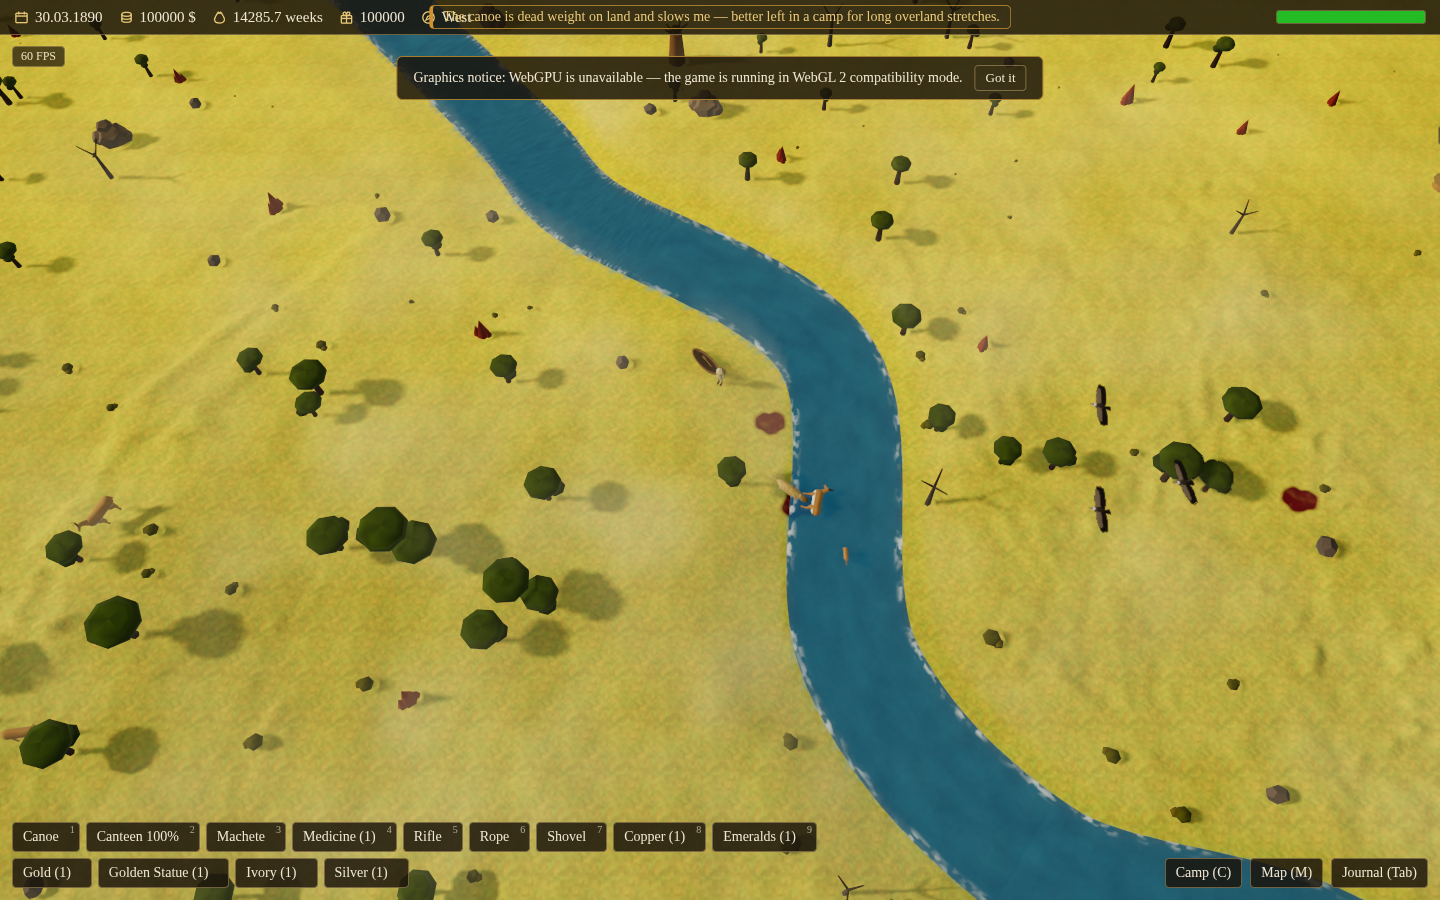 30.03.1890 100000 $ 14285.7 weeks 100000 West
The canoe is dead weight on land and slows me — better left in a camp for long overland stretches.
60 FPS
Graphics notice: WebGPU is unavailable — the game is running in WebGL 2 compatibility mode. Got it
Canoe 1 Canteen 100% 2 Machete 3 Medicine (1) 4 Rifle 5 Rope 6 Shovel 7 Copper (1) 8 Emeralds (1) 9
Gold (1) Golden Statue (1) Ivory (1) Silver (1) Camp (C) Map (M) Journal (Tab)